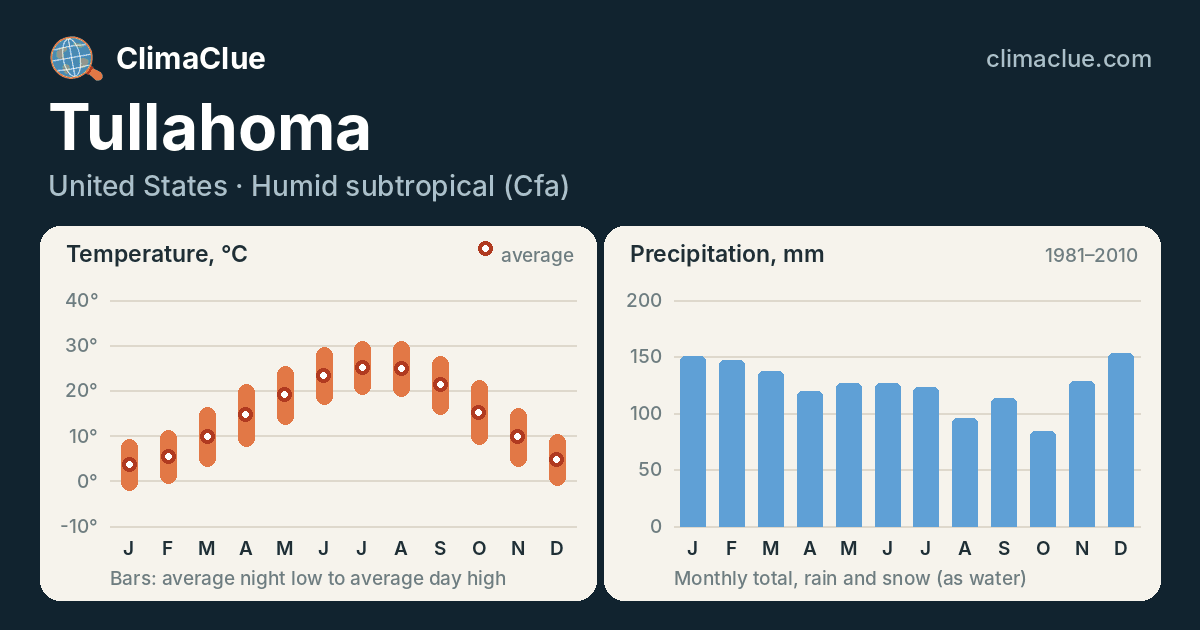 ClimaClue
climaclue.com
Tullahoma
United States · Humid subtropical (Cfa)
Temperature, °C
average
40°
30°
20°
10°
0°
-10°
J F M A M J J A S O N D
Bars: average night low to average day high
Precipitation, mm
1981–2010
200
150
100
50
0
J F M A M J J A S O N D
Monthly total, rain and snow (as water)